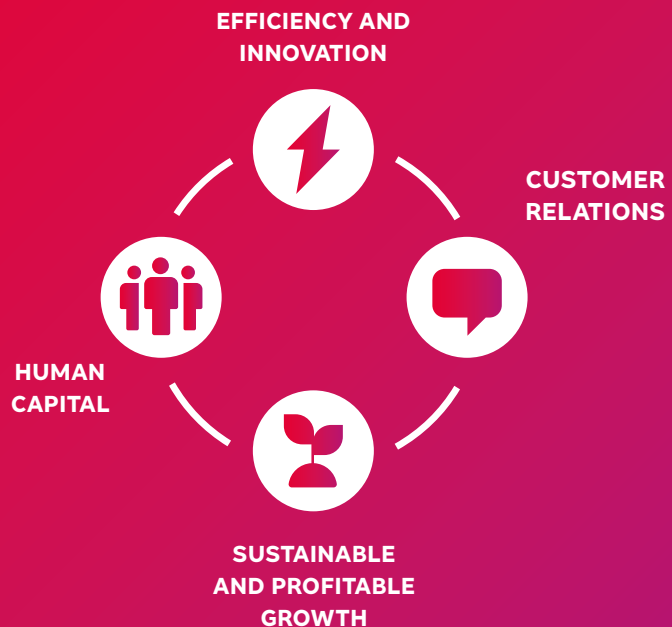 EFFICIENCY AND
INNOVATION
CUSTOMER
RELATIONS
HUMAN
CAPITAL
SUSTAINABLE
AND PROFITABLE
GROWTH